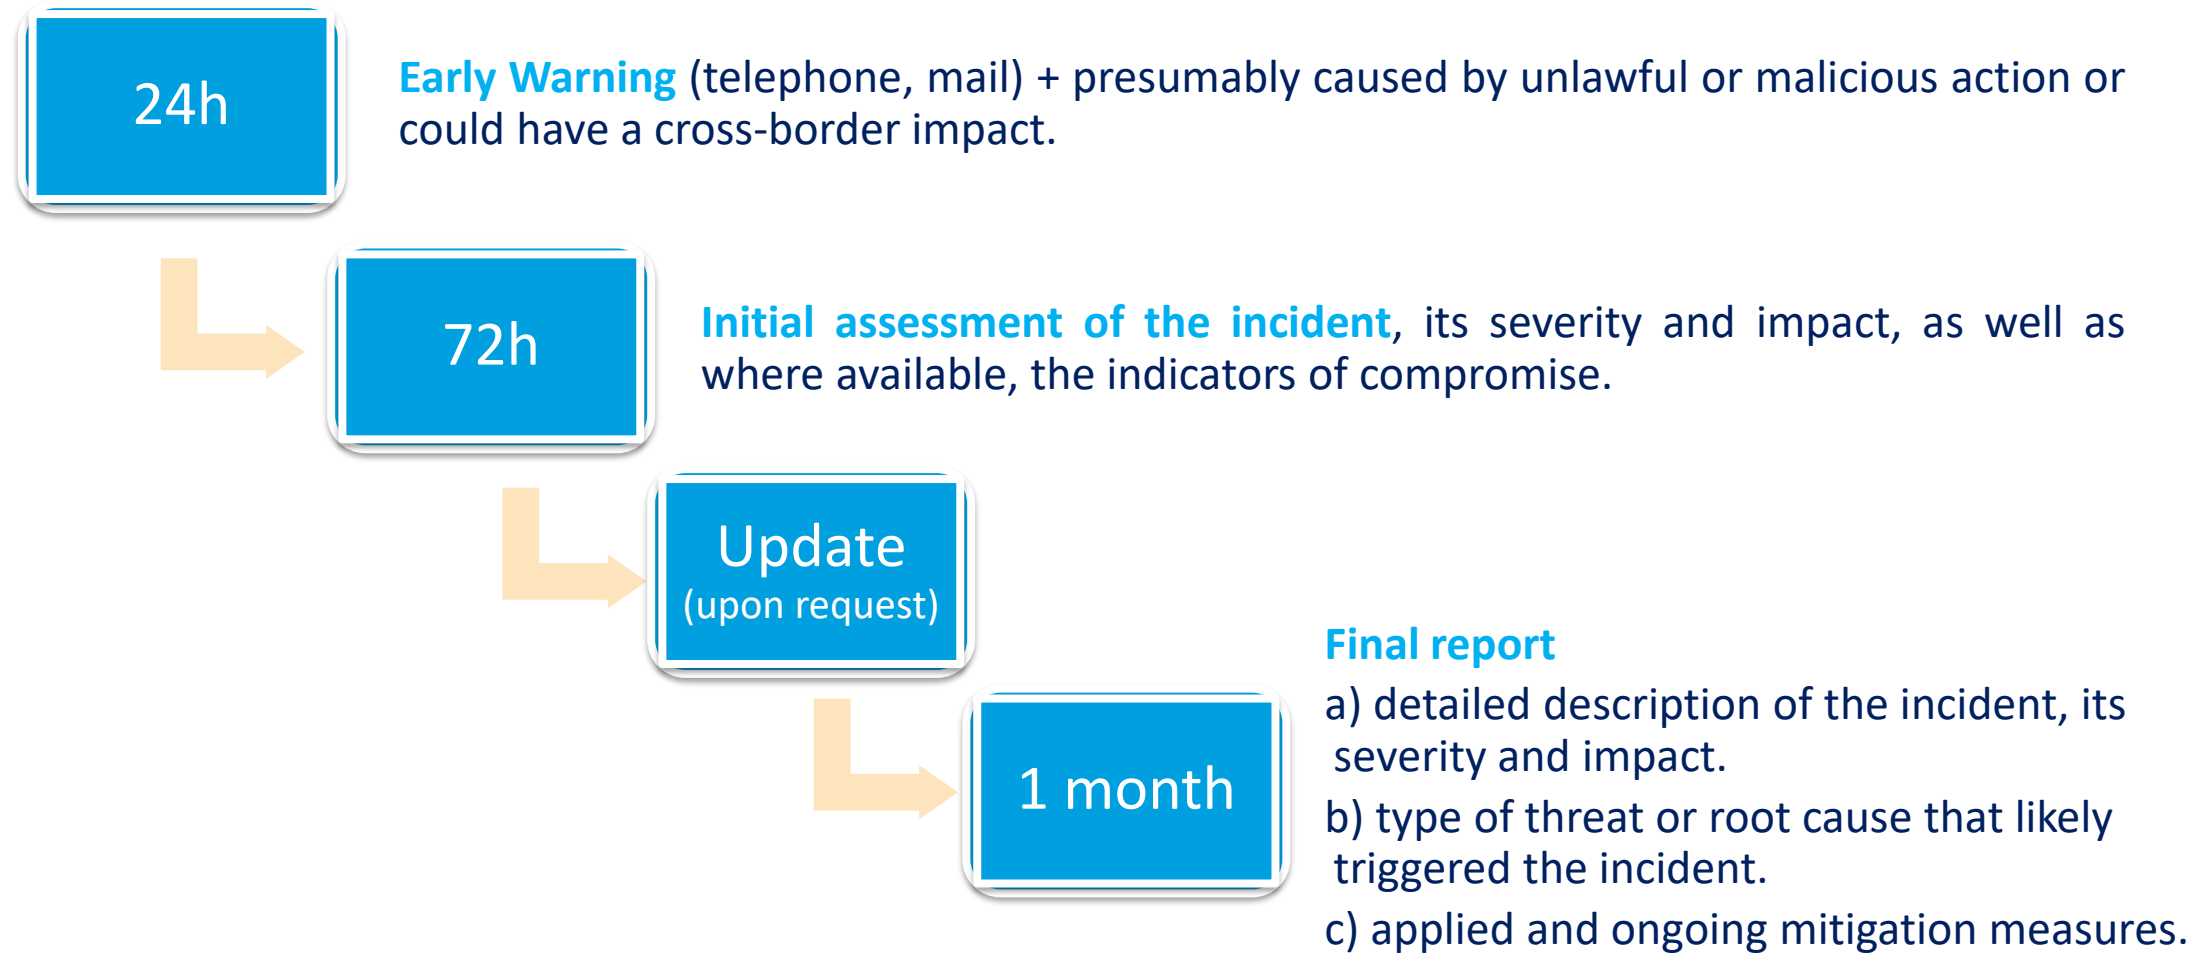 24h
Early Warning (telephone, mail) + presumably caused by unlawful or malicious action or
could have a cross-border impact.
72h
Initial assessment of the incident, its severity and impact, as well as
where available, the indicators of compromise.
Update
(upon request)
1 month
Final report
a) detailed description of the incident, its
severity and impact.
b) type of threat or root cause that likely
triggered the incident.
c) applied and ongoing mitigation measures.